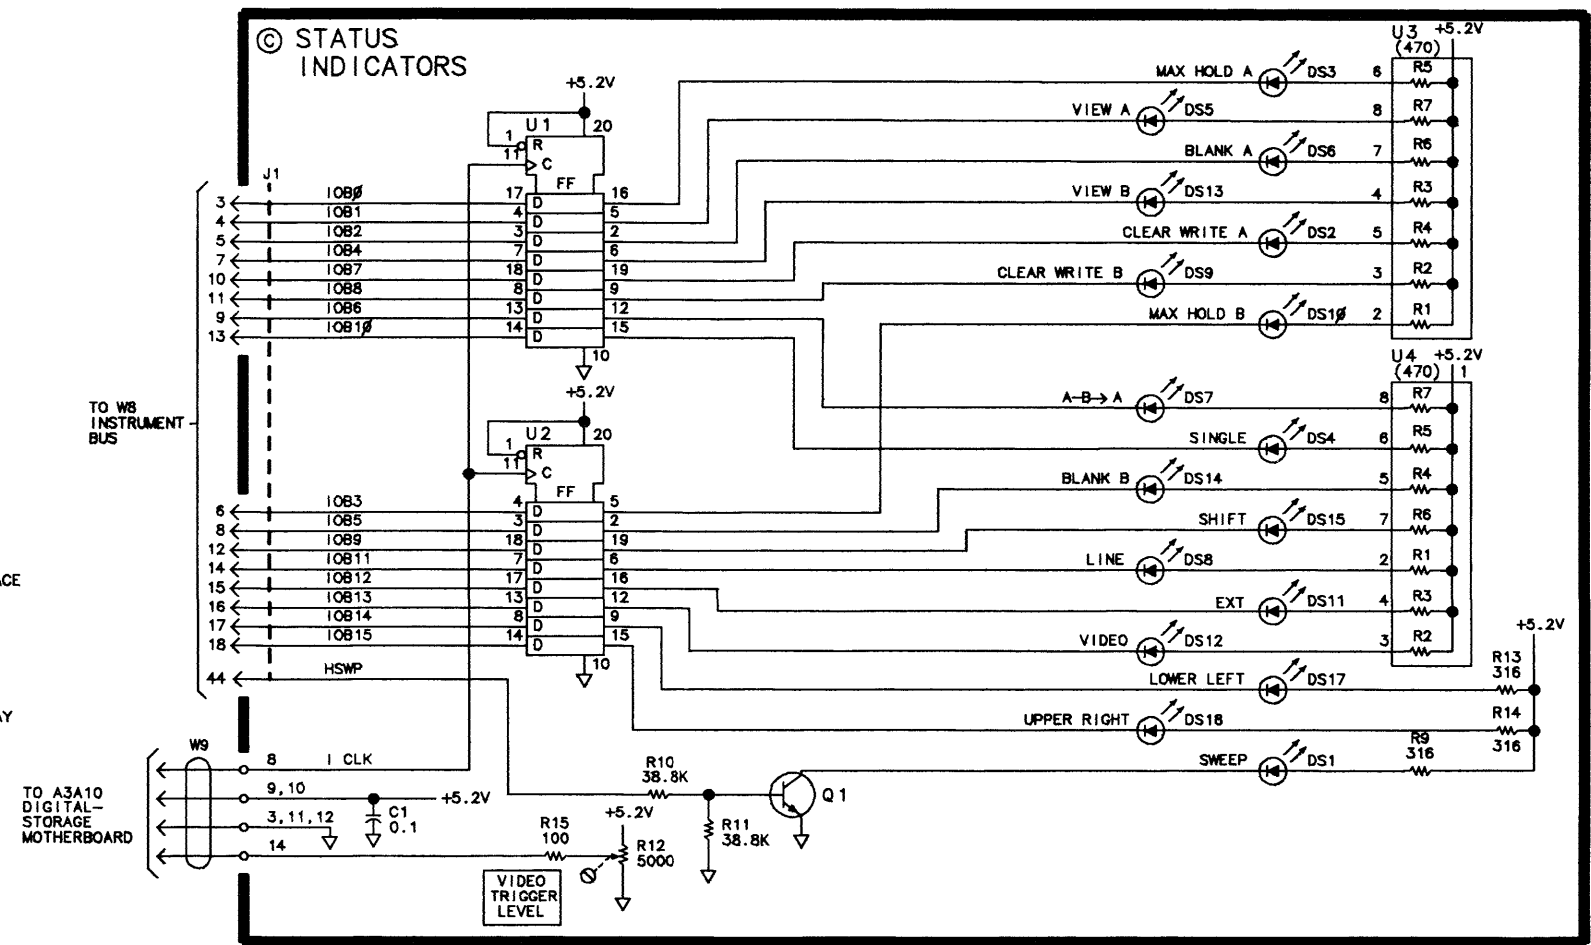 © STATUS
INDICATORS
+5.2V
U1
20
1
R
11
C
FF
J1
3 IOBØ 17 D 16
4 IOB1 4 D 5
5 IOB2 3 D 2
7 IOB4 7 D 6
10 IOB7 18 D 19
11 IOB8 8 D 9
9 IOB6 13 D 12
13 IOB1Ø 14 D 15
10
U3 +5.2V
(470)
MAX HOLD A DS3 6 R5
VIEW A DS5 8 R7
BLANK A DS6 7 R6
VIEW B DS13 4 R3
CLEAR WRITE A DS2 5 R4
CLEAR WRITE B DS9 3 R2
MAX HOLD B DS1Ø 2 R1
TO W8
INSTRUMENT
BUS
+5.2V
U2
20
1
R
11
C
FF
6 IOB3 4 D 5
8 IOB5 3 D 2
12 IOB9 18 D 19
14 IOB11 7 D 6
15 IOB12 17 D 16
16 IOB13 13 D 12
17 IOB14 8 D 9
18 IOB15 14 D 15
10
44 HSWP
U4 +5.2V
(470) 1
A-B→A DS7 8 R7
SINGLE DS4 6 R5
BLANK B DS14 5 R4
SHIFT DS15 7 R6
LINE DS8 2 R1
EXT DS11 4 R3
VIDEO DS12 3 R2
+5.2V
LOWER LEFT DS17 R13
316
UPPER RIGHT DS18 R14
316
SWEEP DS1 R9
316
ACE
AY
TO A3A10
DIGITAL-
STORAGE
MOTHERBOARD
W9
8 I CLK
9,10 +5.2V
C1
0.1
3,11,12
14
R15
100
R10
38.8K
R11
38.8K
Q1
+5.2V
R12
5000
VIDEO
TRIGGER
LEVEL